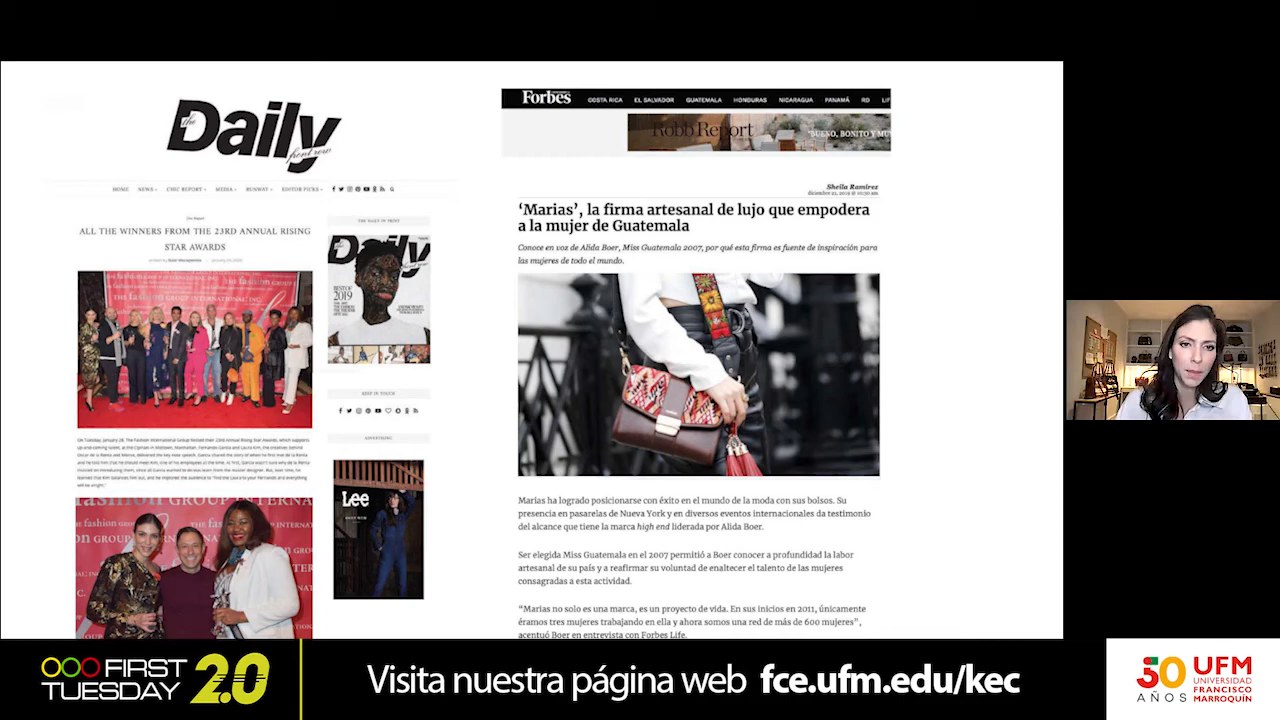 the Daily front row
HOME NEWS CHIC REPORT MEDIA RUNWAY EDITOR PICKS
ALL THE WINNERS FROM THE 23RD ANNUAL RISING
STAR AWARDS
THE DAILY IN PRINT
Daily
BEST OF
2019
KEEP IN TOUCH
ADVERTISING
Lee
Forbes COSTA RICA EL SALVADOR GUATEMALA HONDURAS NICARAGUA PANAMÁ RD LIF
Robb Report "BUENO, BONITO Y MU
Sheila Ramírez
‘Marias’, la firma artesanal de lujo que empodera
a la mujer de Guatemala
Conoce en voz de Alida Boer, Miss Guatemala 2007, por qué esta firma es fuente de inspiración para
las mujeres de todo el mundo.
Marias ha logrado posicionarse con éxito en el mundo de la moda con sus bolsos. Su
presencia en pasarelas de Nueva York y en diversos eventos internacionales da testimonio
del alcance que tiene la marca high end liderada por Alida Boer.
Ser elegida Miss Guatemala en el 2007 permitió a Boer conocer a profundidad la labor
artesanal de su país y a reafirmar su voluntad de enaltecer el talento de las mujeres
consagradas a esta actividad.
“Marias no solo es una marca, es un proyecto de vida. En sus inicios en 2011, únicamente
éramos tres mujeres trabajando en ella y ahora somos una red de más de 600 mujeres”,
acentuó Boer en entrevista con Forbes Life.
FIRST
TUESDAY 2.0
Visita nuestra página web fce.ufm.edu/kec
50
AÑOS
UFM
UNIVERSIDAD
FRANCISCO
MARROQUÍN